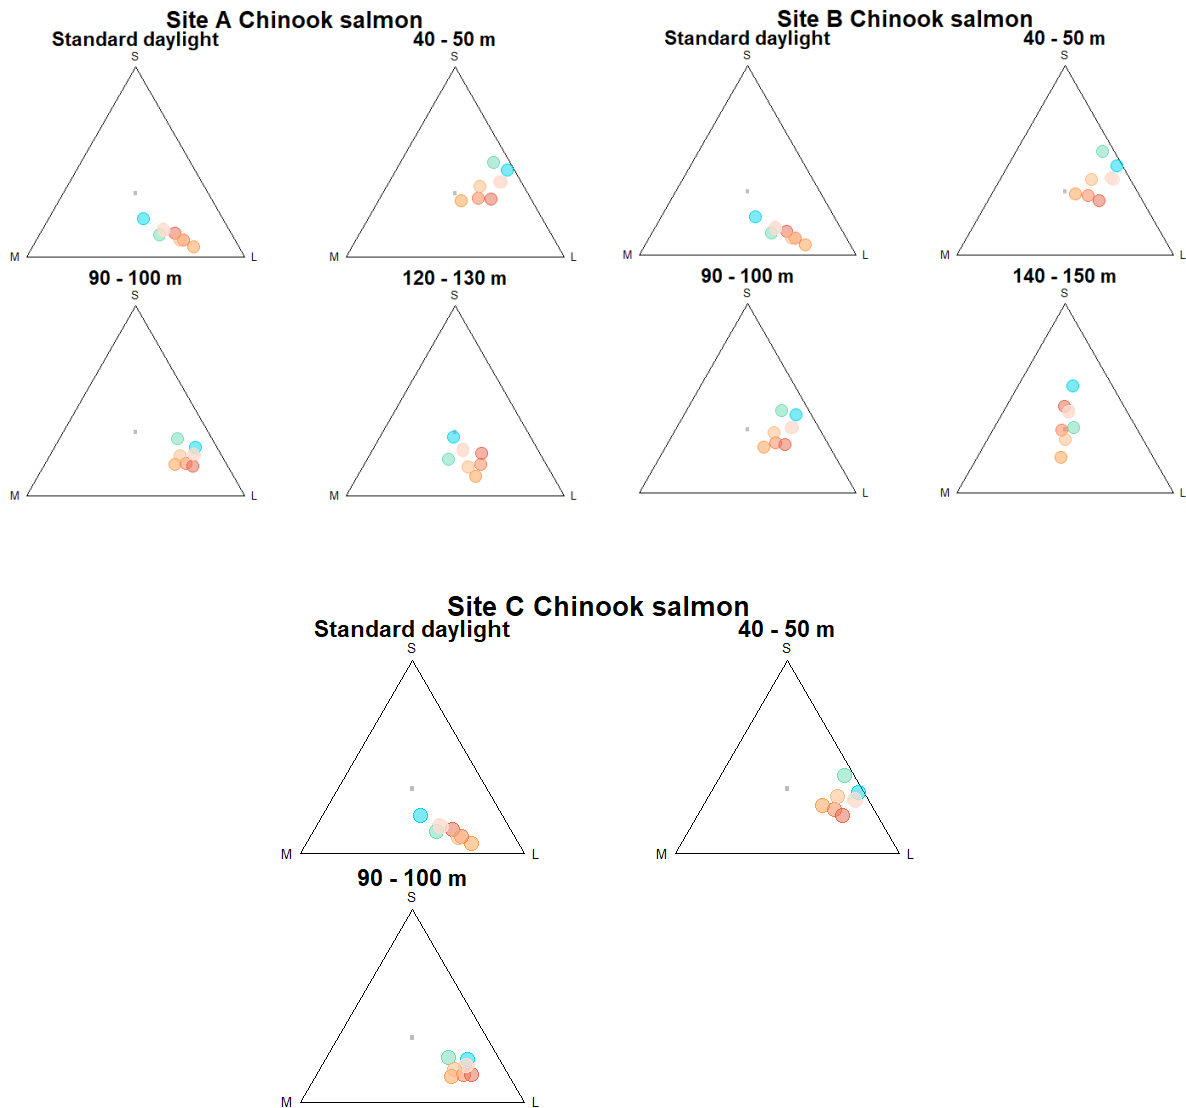 Site A Chinook salmon
Standard daylight
S
M
L
40 - 50 m
S
M
L
90 - 100 m
S
M
L
120 - 130 m
S
M
L
Site B Chinook salmon
Standard daylight
S
M
L
40 - 50 m
S
M
L
90 - 100 m
S
L
140 - 150 m
S
M
L
Site C Chinook salmon
Standard daylight
S
M
L
40 - 50 m
S
M
L
90 - 100 m
S
M
L